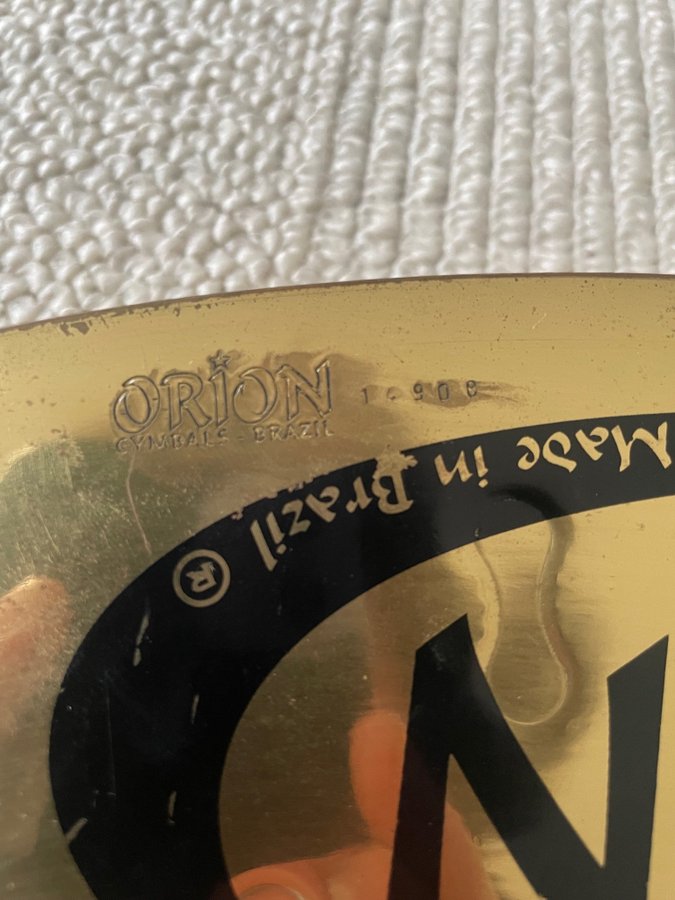 ORION
CYMBALS - BRAZIL
Made in Brazil ®
N